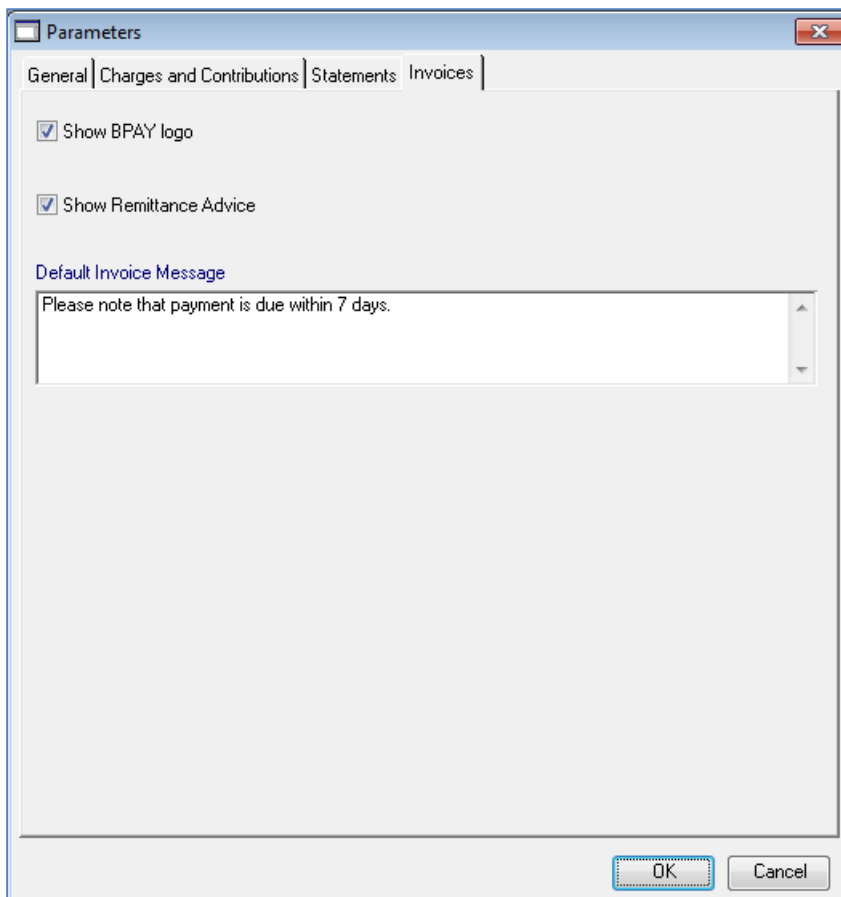 Parameters
General Charges and Contributions Statements Invoices
Show BPAY logo
Show Remittance Advice
Default Invoice Message
Please note that payment is due within 7 days.
OK Cancel